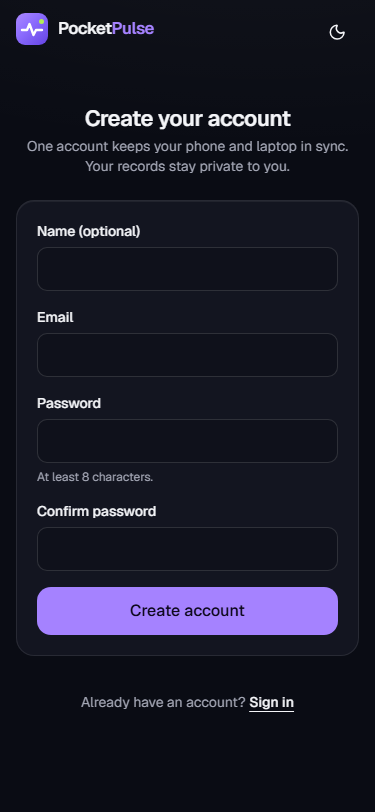 PocketPulse
Create your account
One account keeps your phone and laptop in sync.
Your records stay private to you.
Name (optional)
Email
Password
At least 8 characters.
Confirm password
Create account
Already have an account? Sign in